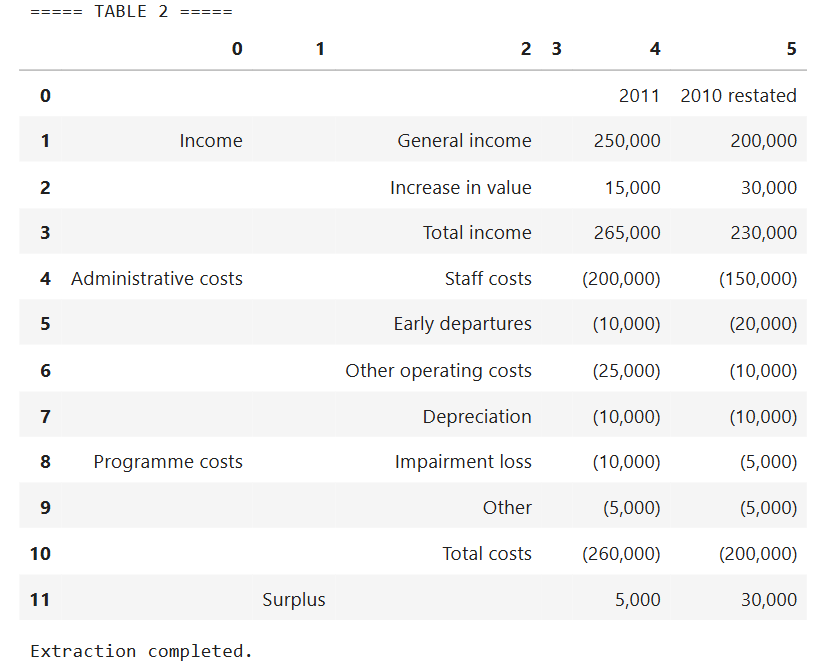 ===== TABLE 2 =====
0 1 2 3 4 5
0 2011 2010 restated
1 Income General income 250,000 200,000
2 Increase in value 15,000 30,000
3 Total income 265,000 230,000
4 Administrative costs Staff costs (200,000) (150,000)
5 Early departures (10,000) (20,000)
6 Other operating costs (25,000) (10,000)
7 Depreciation (10,000) (10,000)
8 Programme costs Impairment loss (10,000) (5,000)
9 Other (5,000) (5,000)
10 Total costs (260,000) (200,000)
11 Surplus 5,000 30,000
Extraction completed.